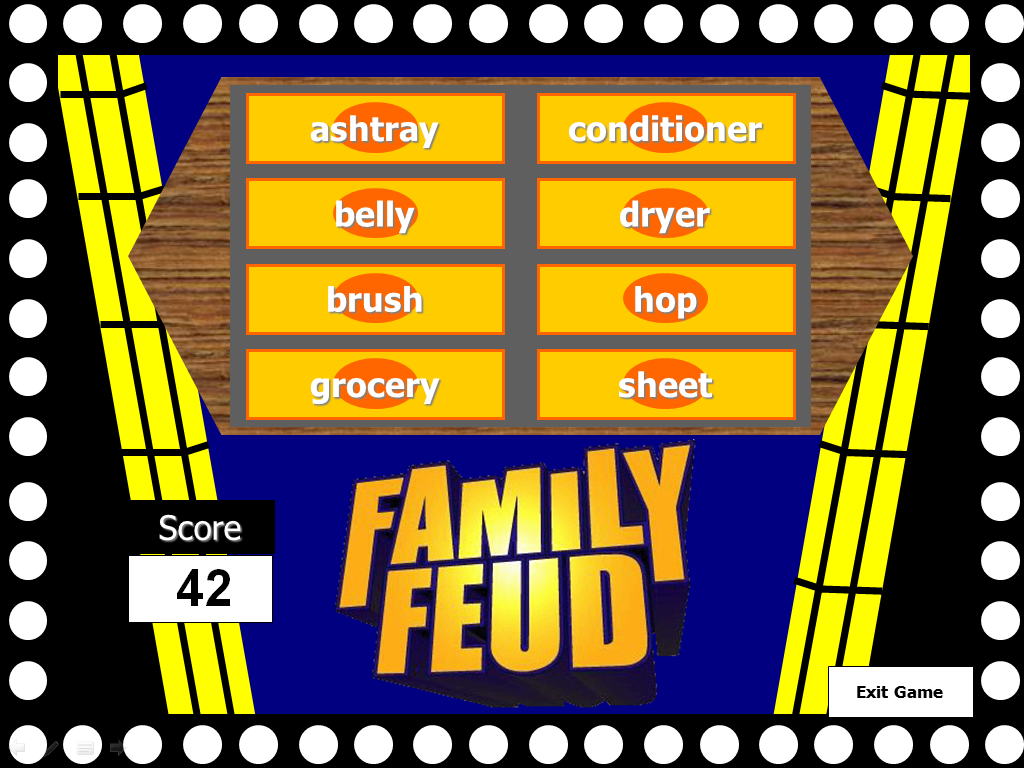 ashtray
conditioner
belly
dryer
brush
hop
grocery
sheet
FAMILY
FEUD
Score
42
Exit Game